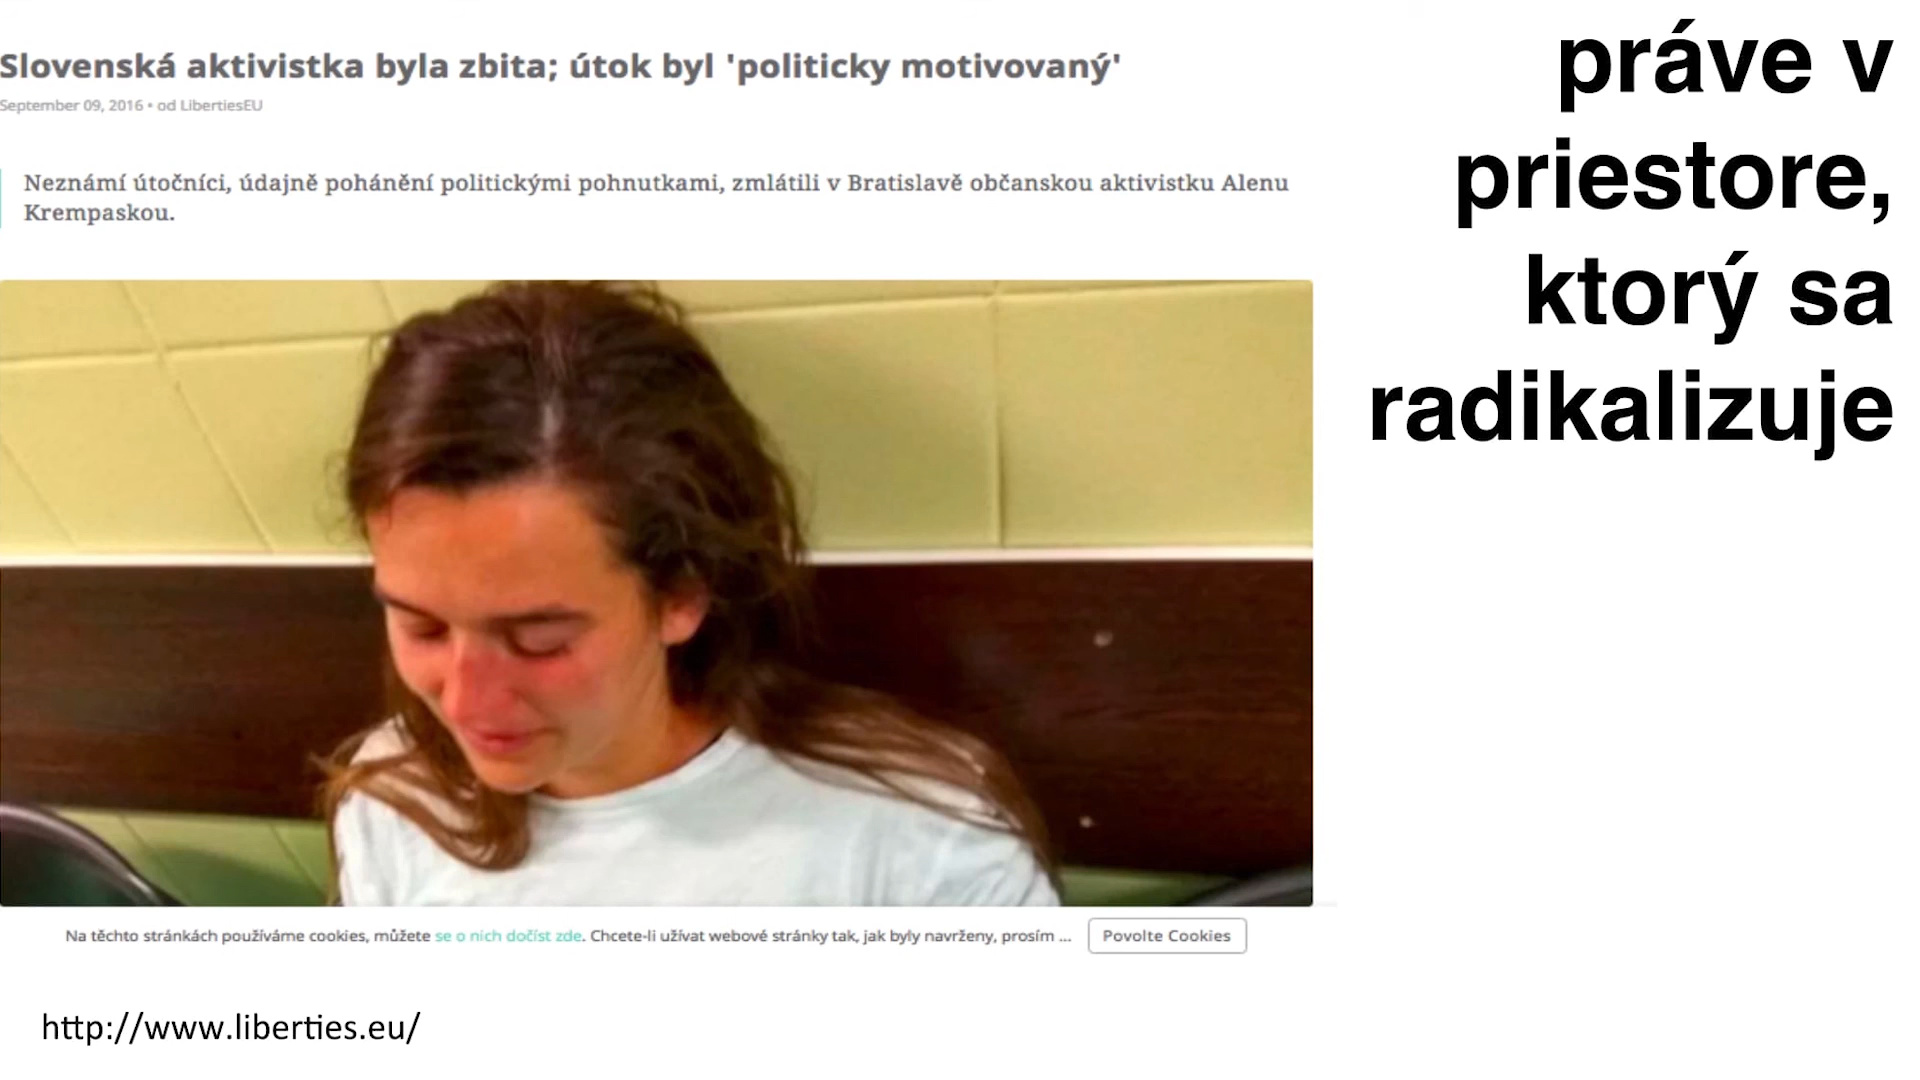 Slovenská aktivistka byla zbita; útok byl 'politicky motivovaný'
September 09, 2016 • od LibertiesEU
Neznámí útočníci, údajně pohánění politickými pohnutkami, zmlátili v Bratislavě občanskou aktivistku Alenu
Krempaskou.
Na těchto stránkách používáme cookies, můžete se o nich dočíst zde. Chcete-li užívat webové stránky tak, jak byly navrženy, prosím ...
Povolte Cookies
http://www.liberties.eu/
práve v
priestore,
ktorý sa
radikalizuje